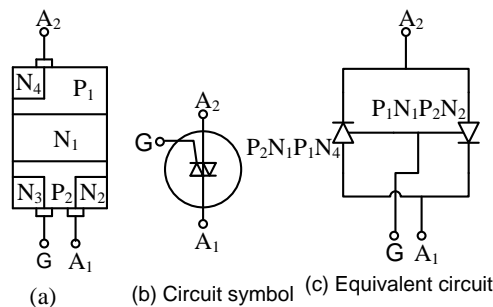 A₂
N₄ P₁
N₁
N₃ P₂ N₂
G A₁
(a)
A₂
G
A₁
(b) Circuit symbol
A₂
P₁N₁P₂N₂
P₂N₁P₁N₄
G A₁
(c) Equivalent circuit